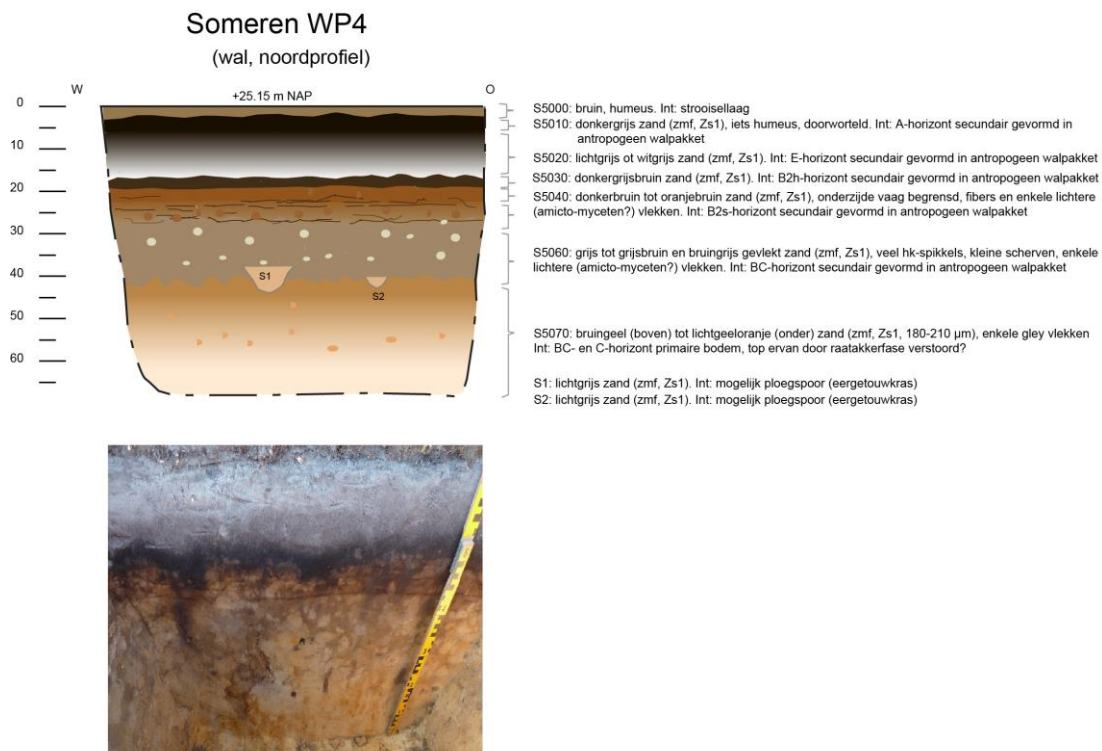 Someren WP4
(wal, noordprofiel)
W
+25.15 m NAP
O
0
10
20
30
40
50
60
S1
S2
S5000: bruin, humeus. Int: strooisellaag
S5010: donkergrijs zand (zmf, Zs1), iets humeus, doorworteld. Int: A-horizont secundair gevormd in
antropogeen walpakket
S5020: lichtgrijs ot witgrijs zand (zmf, Zs1). Int: E-horizont secundair gevormd in antropogeen walpakket
S5030: donkergrijsbruin zand (zmf, Zs1). Int: B2h-horizont secundair gevormd in antropogeen walpakket
S5040: donkerbruin tot oranjebruin zand (zmf, Zs1), onderzijde vaag begrensd, fibers en enkele lichtere
(amicto-myceten?) vlekken. Int: B2s-horizont secundair gevormd in antropogeen walpakket
S5060: grijs tot grijsbruin en bruingrijs gevlekt zand (zmf, Zs1), veel hk-spikkels, kleine scherven, enkele
lichtere (amicto-myceten?) vlekken. Int: BC-horizont secundair gevormd in antropogeen walpakket
S5070: bruingeel (boven) tot lichtgeeloranje (onder) zand (zmf, Zs1, 180-210 µm), enkele gley vlekken
Int: BC- en C-horizont primaire bodem, top ervan door raatakkerfase verstoord?
S1: lichtgrijs zand (zmf, Zs1). Int: mogelijk ploegspoor (eergetouwkras)
S2: lichtgrijs zand (zmf, Zs1). Int: mogelijk ploegspoor (eergetouwkras)